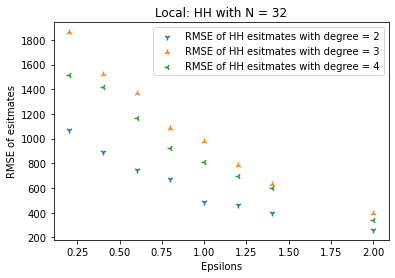 Local: HH with N = 32
RMSE of HH esitmates with degree = 2
RMSE of HH esitmates with degree = 3
RMSE of HH esitmates with degree = 4
RMSE of esitmates
1800
1600
1400
1200
1000
800
600
400
200
0.25 0.50 0.75 1.00 1.25 1.50 1.75 2.00
Epsilons